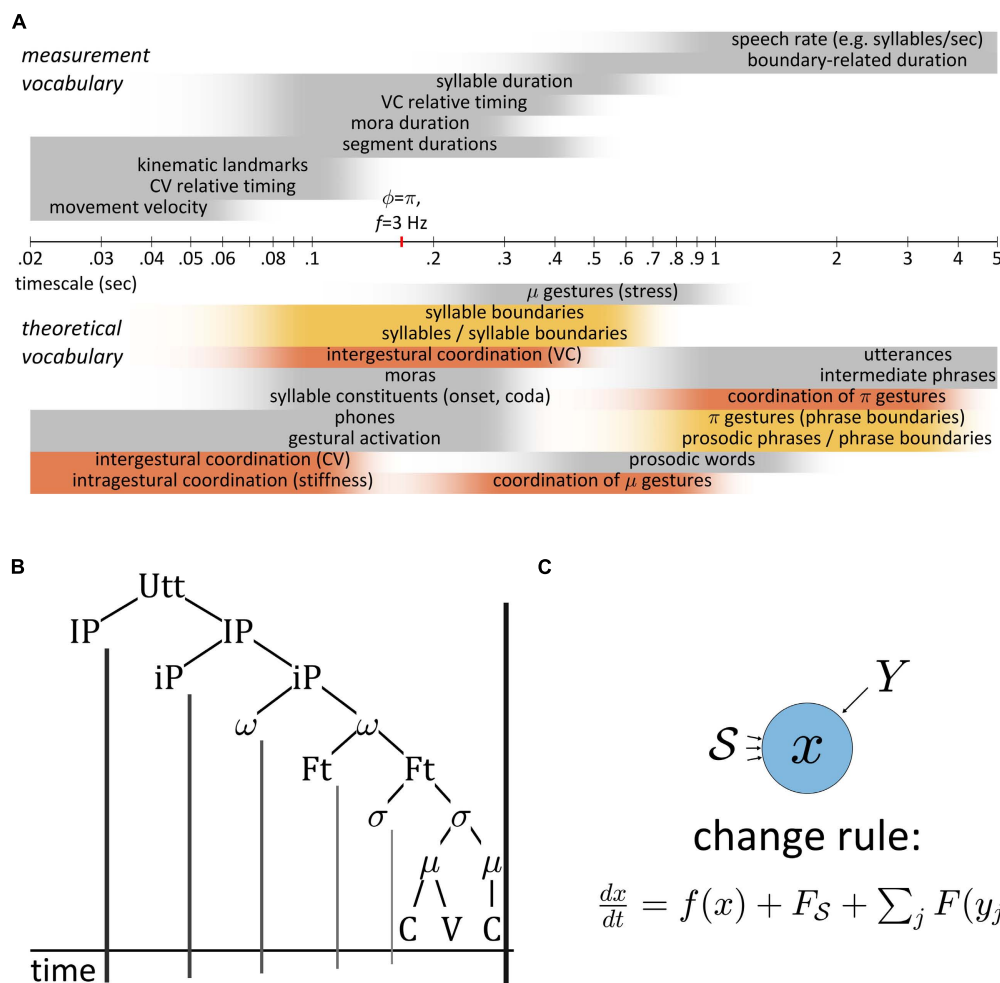 A
measurement
vocabulary
speech rate (e.g. syllables/sec)
boundary-related duration
syllable duration
VC relative timing
mora duration
segment durations
kinematic landmarks
CV relative timing
movement velocity
ϕ=π,
f=3 Hz
.02 .03 .04 .05 .06 .08 .1 .2 .3 .4 .5 .6 .7 .8 .9 1 2 3 4 5
timescale (sec)
theoretical
vocabulary
μ gestures (stress)
syllable boundaries
syllables / syllable boundaries
intergestural coordination (VC)
utterances
moras
intermediate phrases
syllable constituents (onset, coda)
coordination of π gestures
phones
π gestures (phrase boundaries)
gestural activation
prosodic phrases / phrase boundaries
intergestural coordination (CV)
prosodic words
intragestural coordination (stiffness)
coordination of μ gestures
B
Utt
IP IP
iP iP
ω ω
Ft Ft
σ σ
μ μ
C V C
time
C
Y
𝒮 x
change rule:
dx/dt = f(x) + F_𝒮 + ∑_j F(y_j